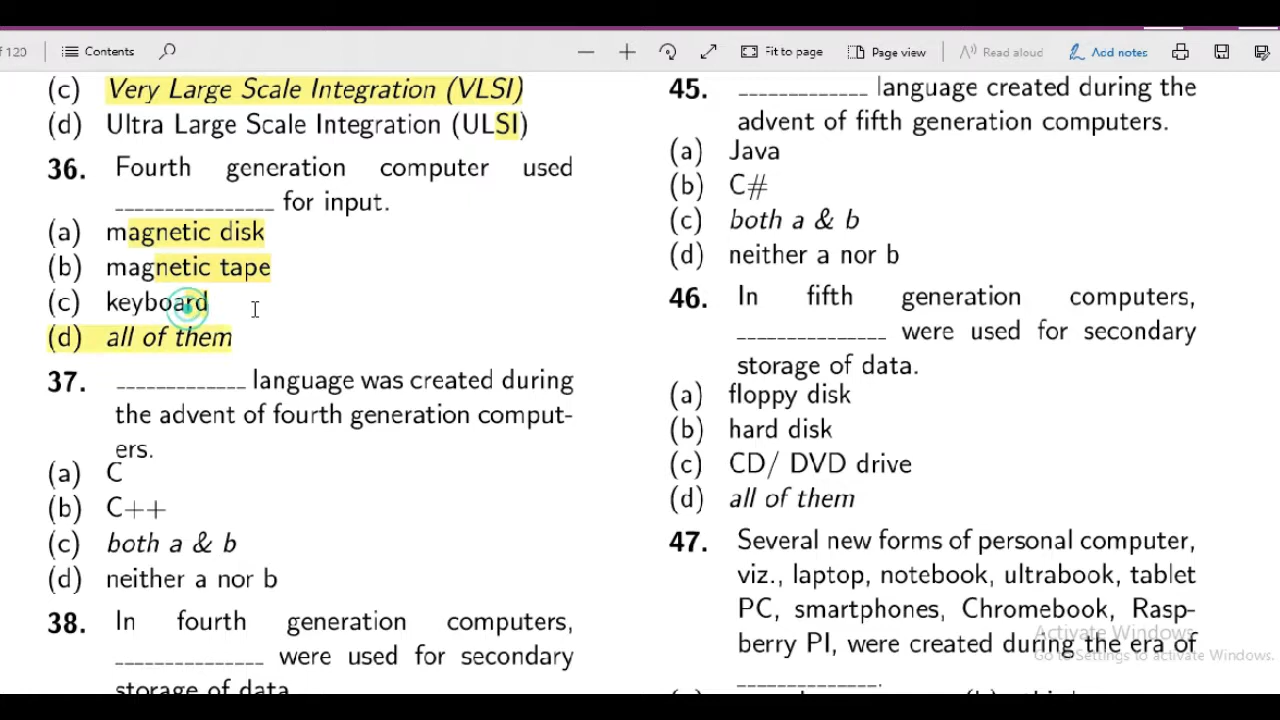 f 120
Contents
Fit to page
Page view
Read aloud
Add notes
(c) Very Large Scale Integration (VLSI)
(d) Ultra Large Scale Integration (ULSI)
36. Fourth generation computer used
________________ for input.
(a) magnetic disk
(b) magnetic tape
(c) keyboard
(d) all of them
37. _____________ language was created during
the advent of fourth generation comput-
ers.
(a) C
(b) C++
(c) both a & b
(d) neither a nor b
38. In fourth generation computers,
_______________ were used for secondary
storage of data.
45. _____________ language created during the
advent of fifth generation computers.
(a) Java
(b) C#
(c) both a & b
(d) neither a nor b
46. In fifth generation computers,
_______________ were used for secondary
storage of data.
(a) floppy disk
(b) hard disk
(c) CD/ DVD drive
(d) all of them
47. Several new forms of personal computer,
viz., laptop, notebook, ultrabook, tablet
PC, smartphones, Chromebook, Rasp-
berry PI, were created during the era of
______________.
Activate Windows
Go to Settings to activate Windows.